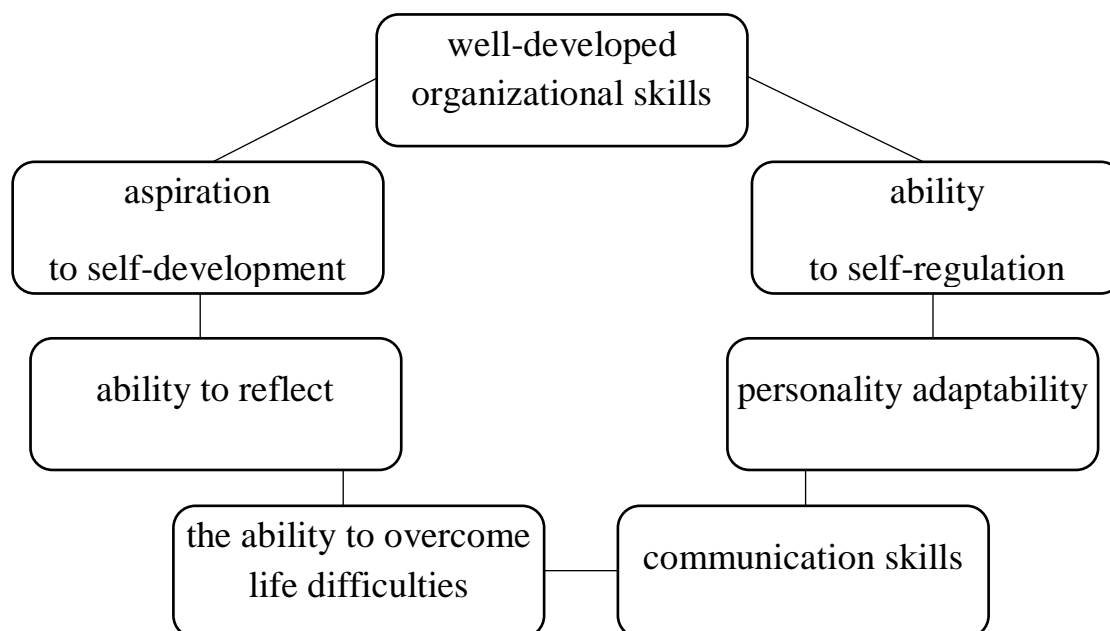 well-developed
organizational skills
aspiration
to self-development
ability
to self-regulation
ability to reflect
personality adaptability
the ability to overcome
life difficulties
communication skills